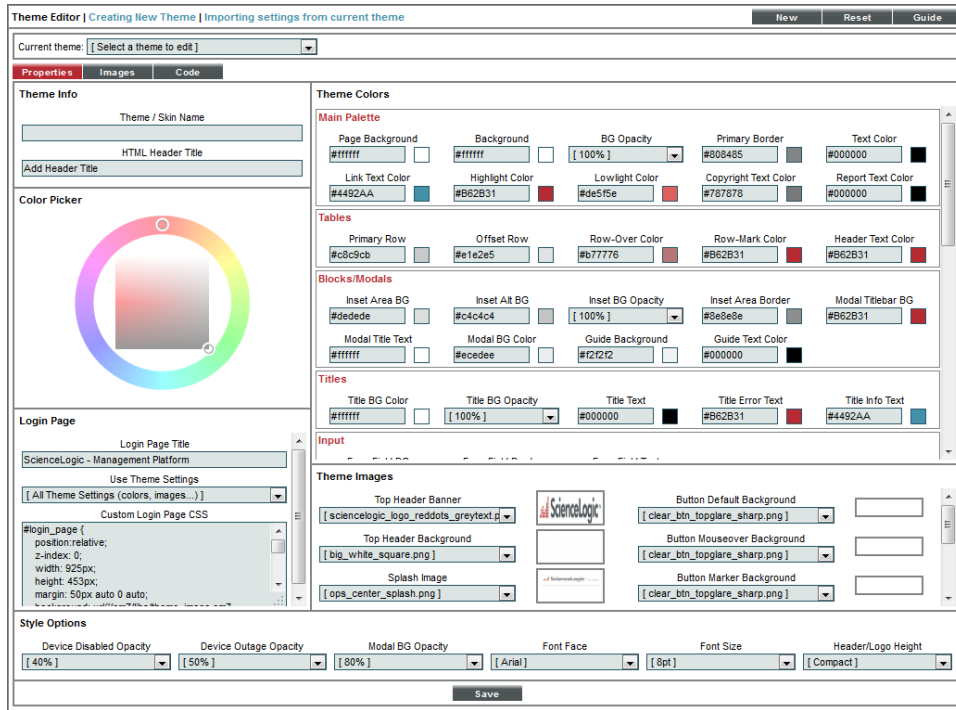 Theme Editor | Creating New Theme | Importing settings from current theme
New Reset Guide
Current theme: [ Select a theme to edit ]
Properties Images Code
Theme Info
Theme / Skin Name
HTML Header Title
Add Header Title
Color Picker
Login Page
Login Page Title
ScienceLogic - Management Platform
Use Theme Settings
[ All Theme Settings (colors, images...) ]
Custom Login Page CSS
#login_page {
position:relative;
z-index: 0;
width: 925px;
height: 453px;
margin: 50px auto 0 auto;
Theme Colors
Main Palette
Page Background Background BG Opacity Primary Border Text Color
#ffffff #ffffff [ 100% ] #808485 #000000
Link Text Color Highlight Color Lowlight Color Copyright Text Color Report Text Color
#4492AA #B62B31 #de5f5e #787878 #000000
Tables
Primary Row Offset Row Row-Over Color Row-Mark Color Header Text Color
#c8c9cb #e1e2e5 #b77776 #B62B31 #B62B31
Blocks/Modals
Inset Area BG Inset Alt BG Inset BG Opacity Inset Area Border Modal Titlebar BG
#dedede #c4c4c4 [ 100% ] #8e8e8e #B62B31
Modal Title Text Modal BG Color Guide Background Guide Text Color
#ffffff #ecedee #f2f2f2 #000000
Titles
Title BG Color Title BG Opacity Title Text Title Error Text Title Info Text
#ffffff [ 100% ] #000000 #B62B31 #4492AA
Input
Theme Images
Top Header Banner Button Default Background
[ sciencelogic_logo_reddots_greytext.p ScienceLogic [ clear_btn_topglare_sharp.png ]
Top Header Background Button Mouseover Background
[ big_white_square.png ] [ clear_btn_topglare_sharp.png ]
Splash Image Button Marker Background
[ ops_center_splash.png ] ScienceLogic [ clear_btn_topglare_sharp.png ]
Style Options
Device Disabled Opacity Device Outage Opacity Modal BG Opacity Font Face Font Size Header/Logo Height
[ 40% ] [ 50% ] [ 80% ] [ Arial ] [ 8pt ] [ Compact ]
Save